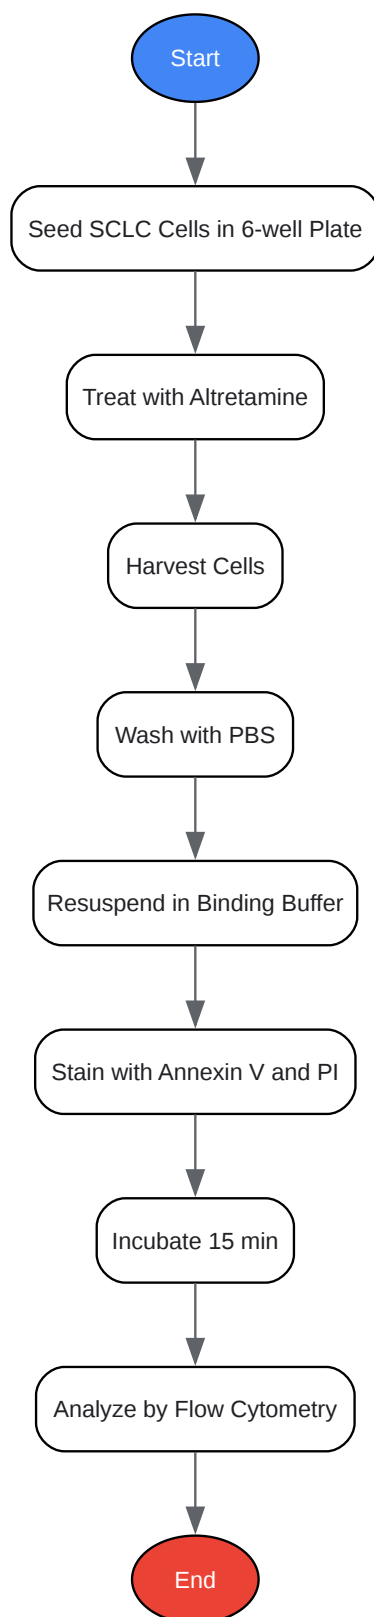 Start
Seed SCLC Cells in 6-well Plate
Treat with Altretamine
Harvest Cells
Wash with PBS
Resuspend in Binding Buffer
Stain with Annexin V and PI
Incubate 15 min
Analyze by Flow Cytometry
End